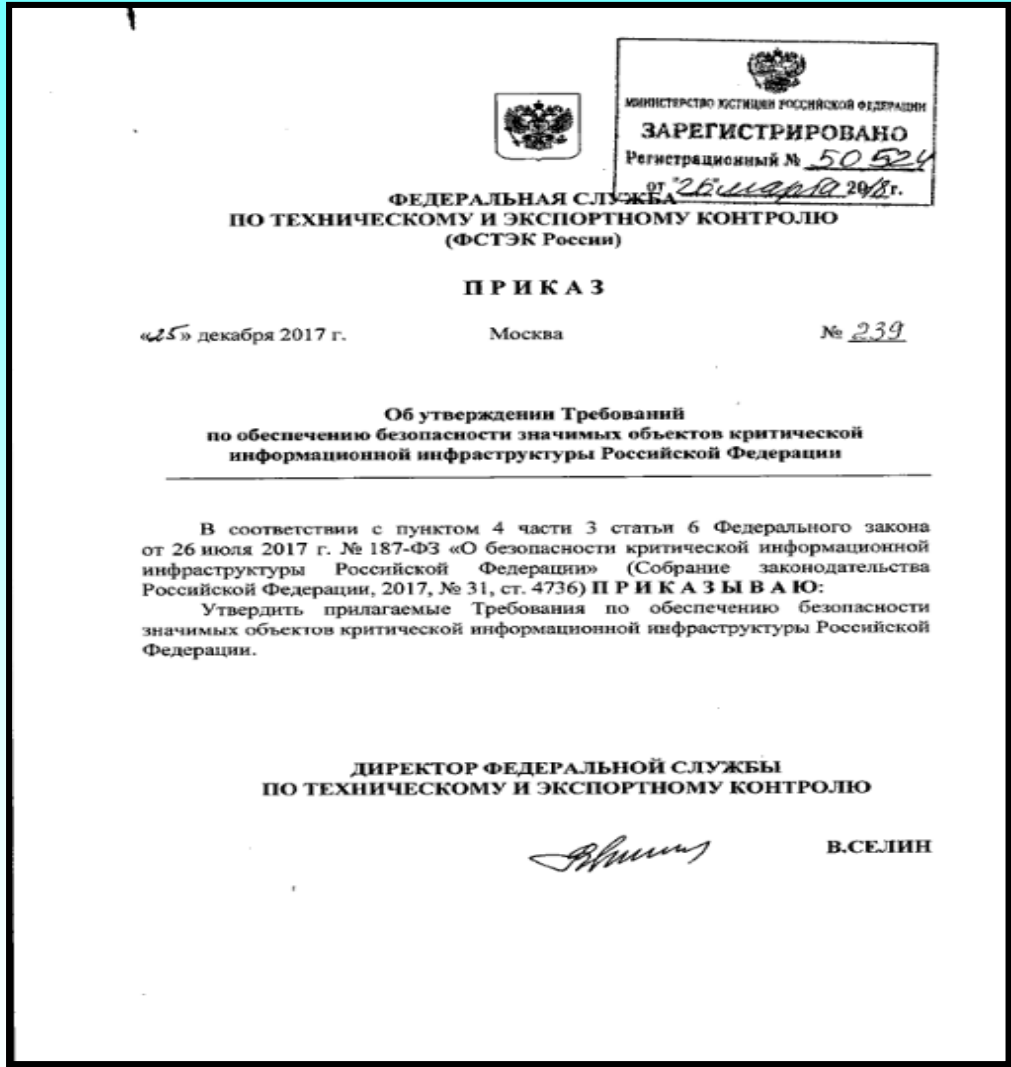 МИНИСТЕРСТВО ЮСТИЦИИ РОССИЙСКОЙ ФЕДЕРАЦИИ
ЗАРЕГИСТРИРОВАНО
Регистрационный № 50524
от "26" марта 2018 г.
ФЕДЕРАЛЬНАЯ СЛУЖБА
ПО ТЕХНИЧЕСКОМУ И ЭКСПОРТНОМУ КОНТРОЛЮ
(ФСТЭК России)
П Р И К А З
«25» декабря 2017 г. Москва № 239
Об утверждении Требований
по обеспечению безопасности значимых объектов критической
информационной инфраструктуры Российской Федерации
В соответствии с пунктом 4 части 3 статьи 6 Федерального закона
от 26 июля 2017 г. № 187-ФЗ «О безопасности критической информационной
инфраструктуры Российской Федерации» (Собрание законодательства
Российской Федерации, 2017, № 31, ст. 4736) П Р И К А З Ы В А Ю:
Утвердить прилагаемые Требования по обеспечению безопасности
значимых объектов критической информационной инфраструктуры Российской
Федерации.
ДИРЕКТОР ФЕДЕРАЛЬНОЙ СЛУЖБЫ
ПО ТЕХНИЧЕСКОМУ И ЭКСПОРТНОМУ КОНТРОЛЮ
В.СЕЛИН